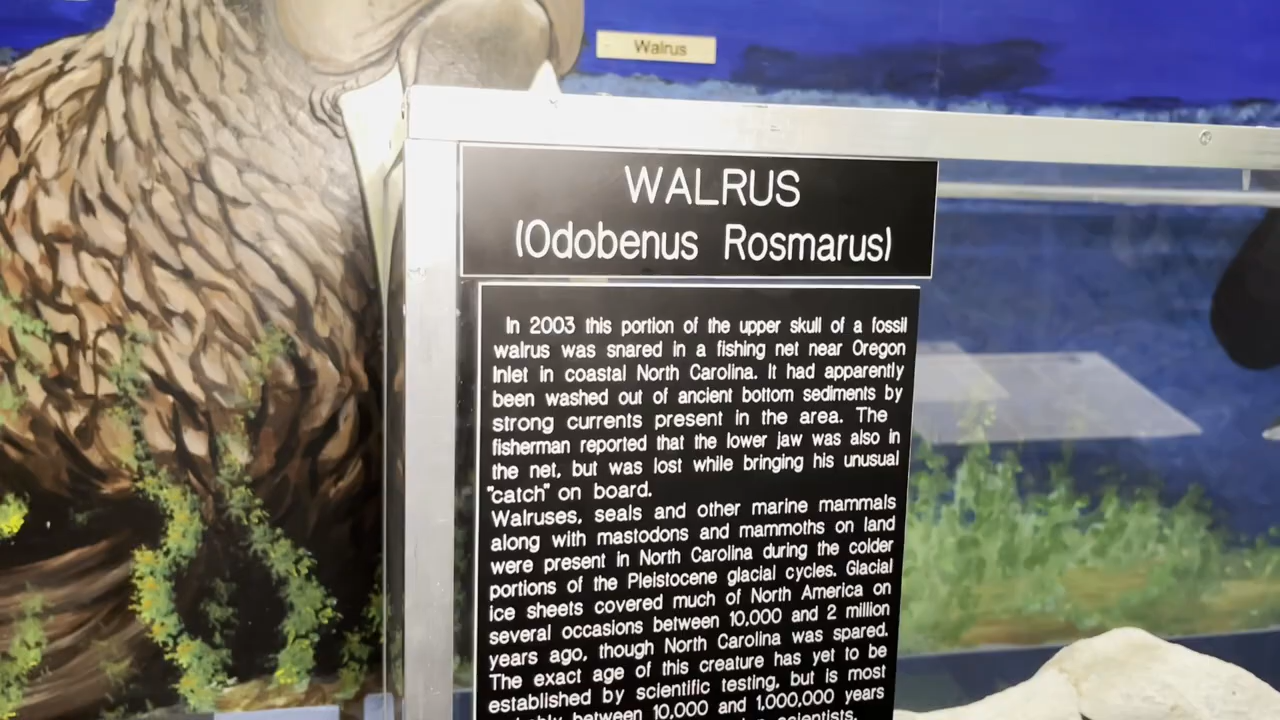 Walrus
WALRUS
(Odobenus Rosmarus)
In 2003 this portion of the upper skull of a fossil
walrus was snared in a fishing net near Oregon
Inlet in coastal North Carolina. It had apparently
been washed out of ancient bottom sediments by
strong currents present in the area. The
fisherman reported that the lower jaw was also in
the net, but was lost while bringing his unusual
"catch" on board.
Walruses, seals and other marine mammals
along with mastodons and mammoths on land
were present in North Carolina during the colder
portions of the Pleistocene glacial cycles. Glacial
ice sheets covered much of North America on
several occasions between 10,000 and 2 million
years ago, though North Carolina was spared.
The exact age of this creature has yet to be
established by scientific testing, but is most
between 10,000 and 1,000,000 years
scientists.